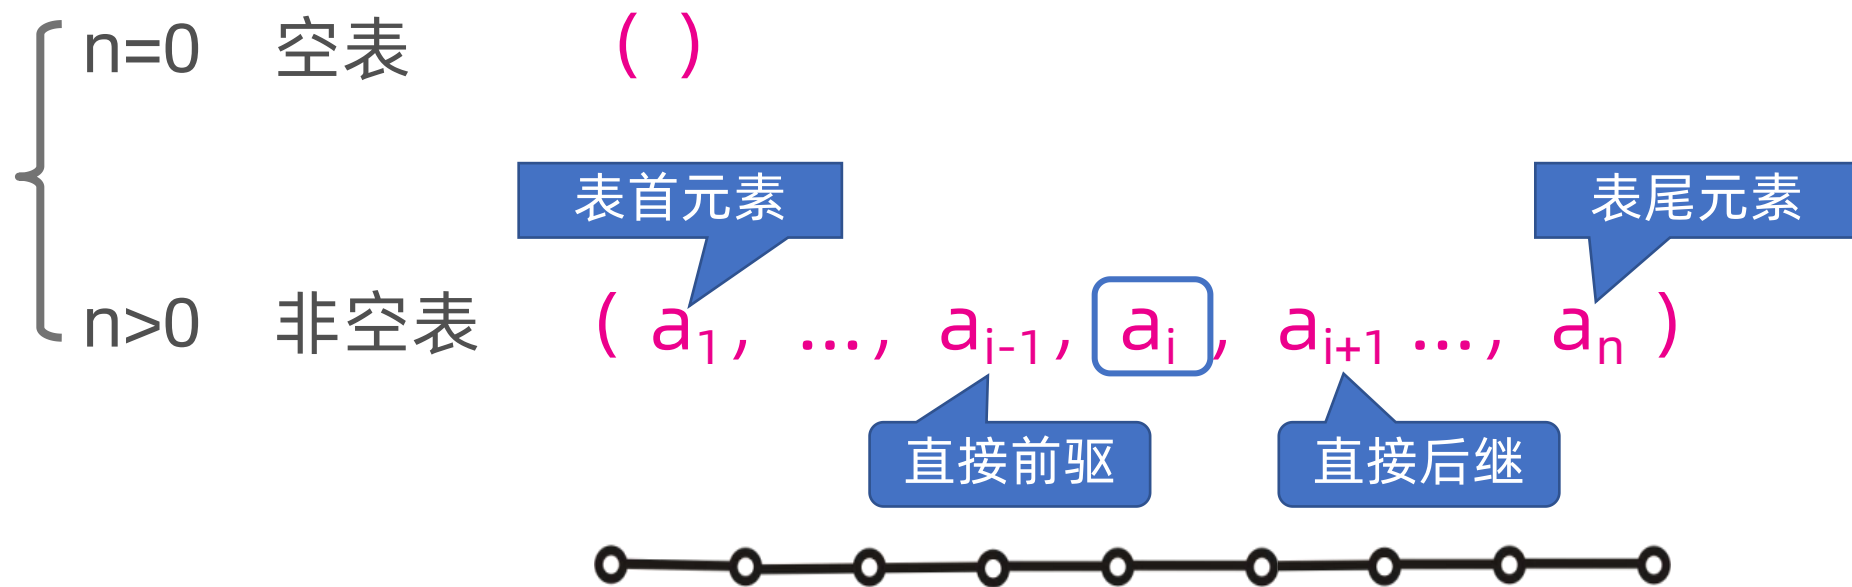 n=0 空表 ( )
表首元素 表尾元素
n>0 非空表 ( a₁, …, aᵢ₋₁, aᵢ, aᵢ₊₁ …, aₙ )
直接前驱 直接后继